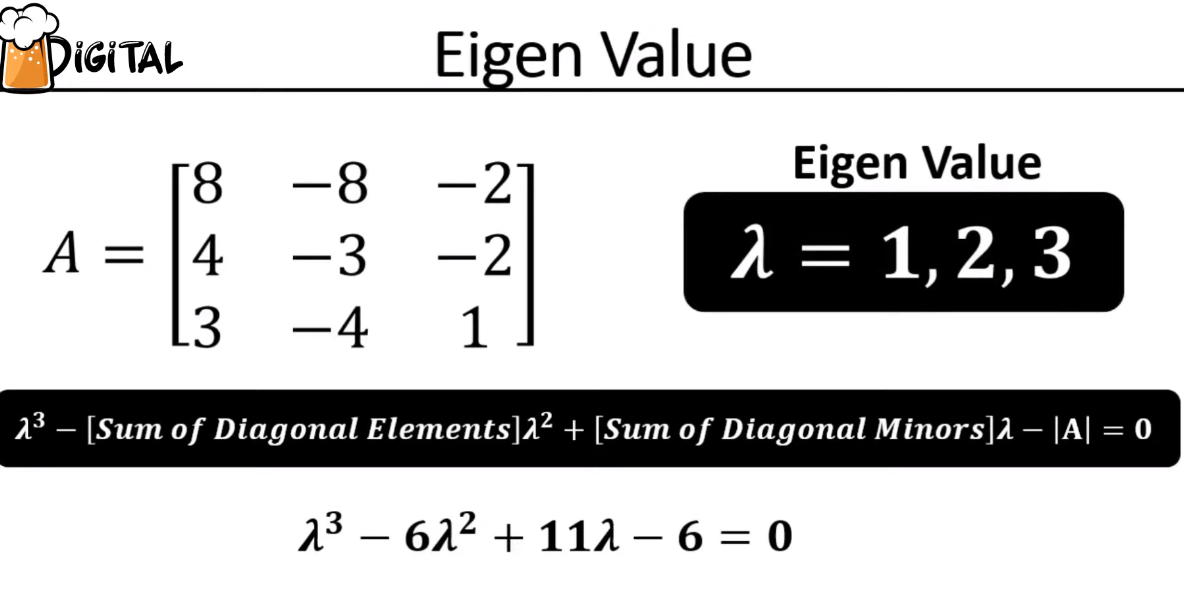 DiGiTAL
Eigen Value
Eigen Value
A = [8 −8 −2
4 −3 −2
3 −4 1]
λ = 1, 2, 3
λ³ − [Sum of Diagonal Elements]λ² + [Sum of Diagonal Minors]λ − |A| = 0
λ³ − 6λ² + 11λ − 6 = 0